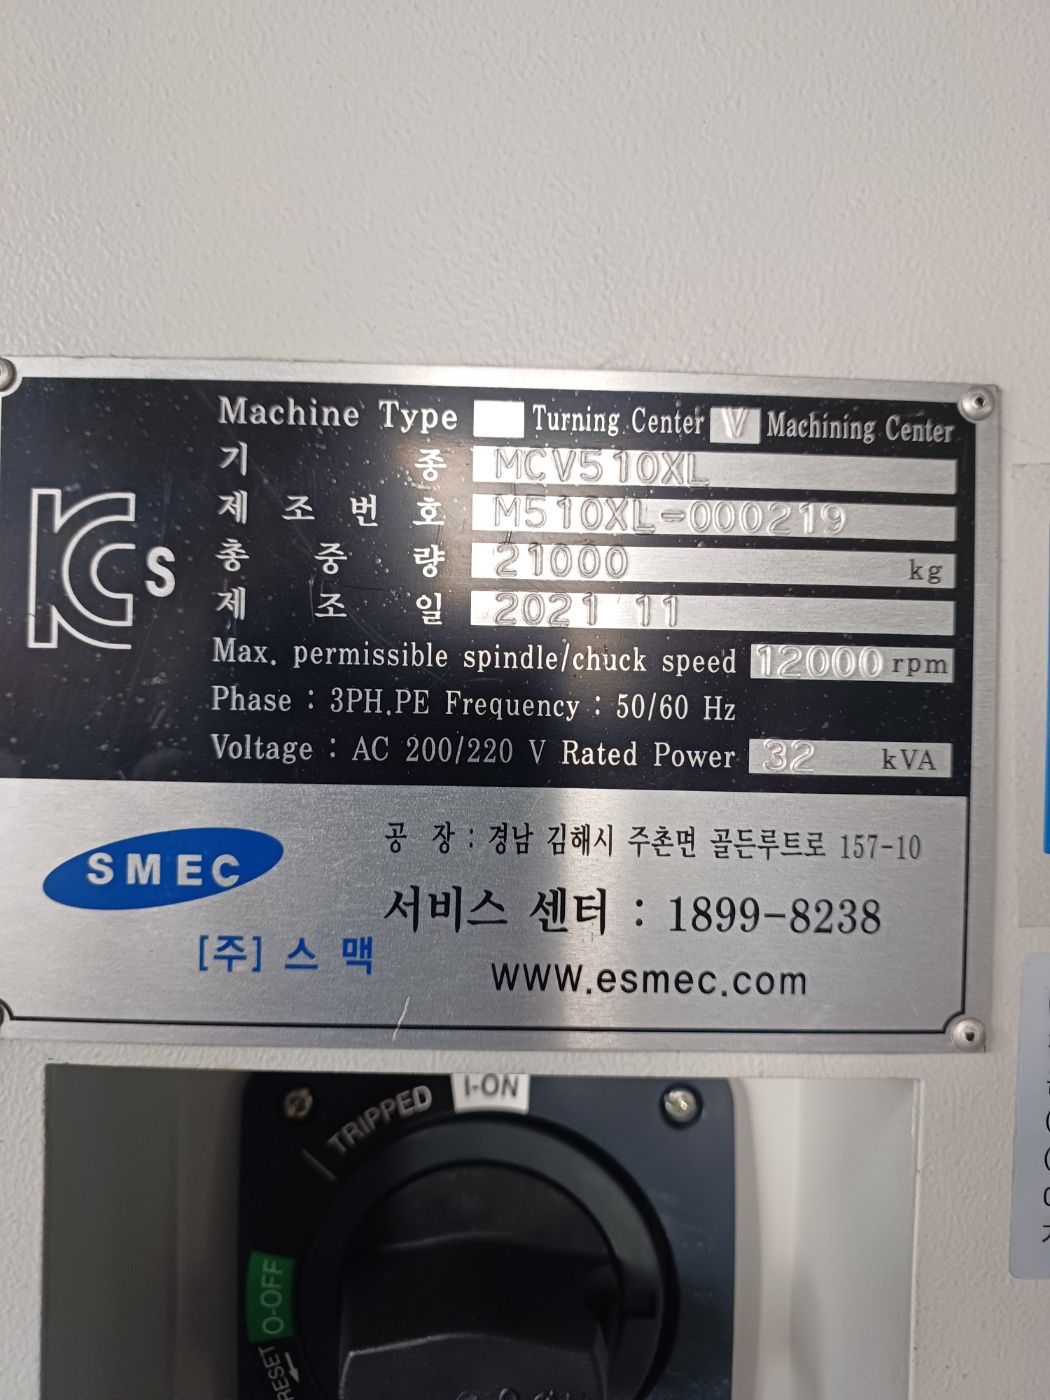 Machine Type Turning Center V Machining Center
기 종 MCV510XL
제 조 번 호 M510XL-000219
총 중 량 21000 kg
제 조 일 2021 11
Max. permissible spindle/chuck speed 12000 rpm
Phase : 3PH.PE Frequency : 50/60 Hz
Voltage : AC 200/220 V Rated Power 32 kVA
KC s
SMEC
[주] 스 맥
공 장 : 경남 김해시 주촌면 골든루트로 157-10
서비스 센터 : 1899-8238
www.esmec.com
I-ON
TRIPPED
O-OFF
RESET